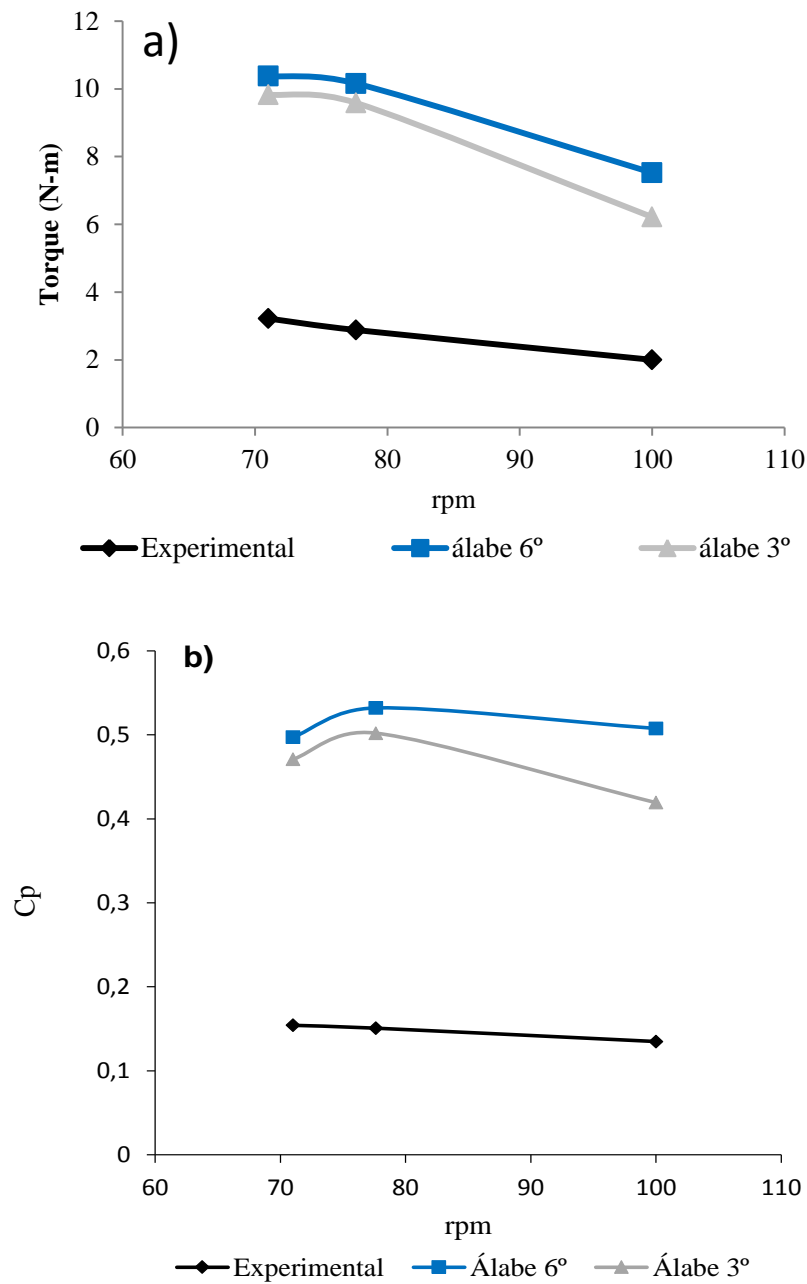 a)
Torque (N-m)
12
10
8
6
4
2
0
60 70 80 90 100 110
rpm
Experimental álabe 6º álabe 3º
b)
Cp
0,6
0,5
0,4
0,3
0,2
0,1
0
60 70 80 90 100 110
rpm
Experimental Álabe 6º Álabe 3º